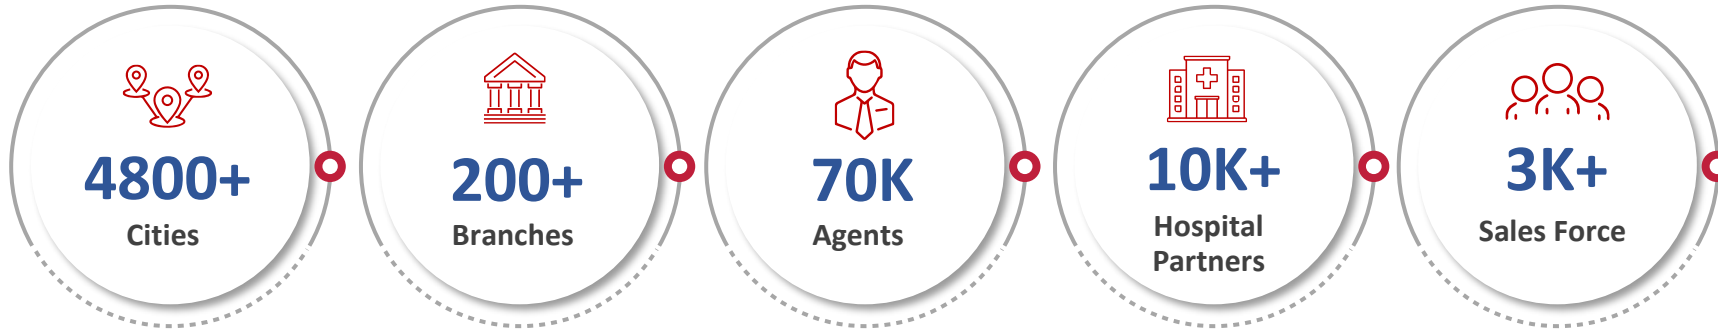 4800+
Cities
200+
Branches
70K
Agents
10K+
Hospital
Partners
3K+
Sales Force